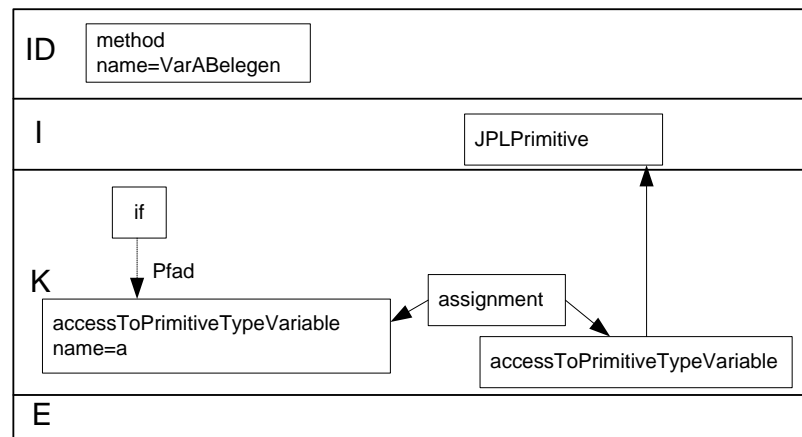 ID
method
name=VarABelegen
I
JPLPrimitive
if
Pfad
K
assignment
accessToPrimitiveTypeVariable
name=a
accessToPrimitiveTypeVariable
E